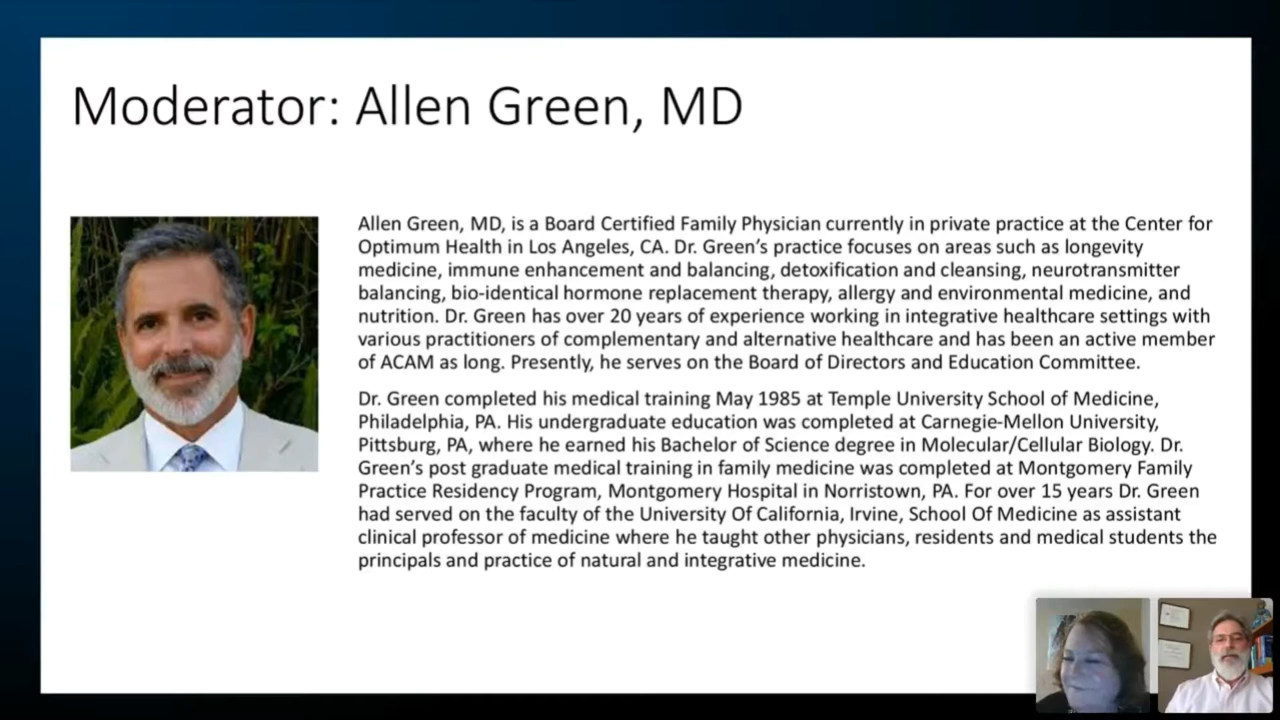 Moderator: Allen Green, MD
Allen Green, MD, is a Board Certified Family Physician currently in private practice at the Center for
Optimum Health in Los Angeles, CA. Dr. Green's practice focuses on areas such as longevity
medicine, immune enhancement and balancing, detoxification and cleansing, neurotransmitter
balancing, bio-identical hormone replacement therapy, allergy and environmental medicine, and
nutrition. Dr. Green has over 20 years of experience working in integrative healthcare settings with
various practitioners of complementary and alternative healthcare and has been an active member
of ACAM as long. Presently, he serves on the Board of Directors and Education Committee.
Dr. Green completed his medical training May 1985 at Temple University School of Medicine,
Philadelphia, PA. His undergraduate education was completed at Carnegie-Mellon University,
Pittsburg, PA, where he earned his Bachelor of Science degree in Molecular/Cellular Biology. Dr.
Green's post graduate medical training in family medicine was completed at Montgomery Family
Practice Residency Program, Montgomery Hospital in Norristown, PA. For over 15 years Dr. Green
had served on the faculty of the University Of California, Irvine, School Of Medicine as assistant
clinical professor of medicine where he taught other physicians, residents and medical students the
principals and practice of natural and integrative medicine.